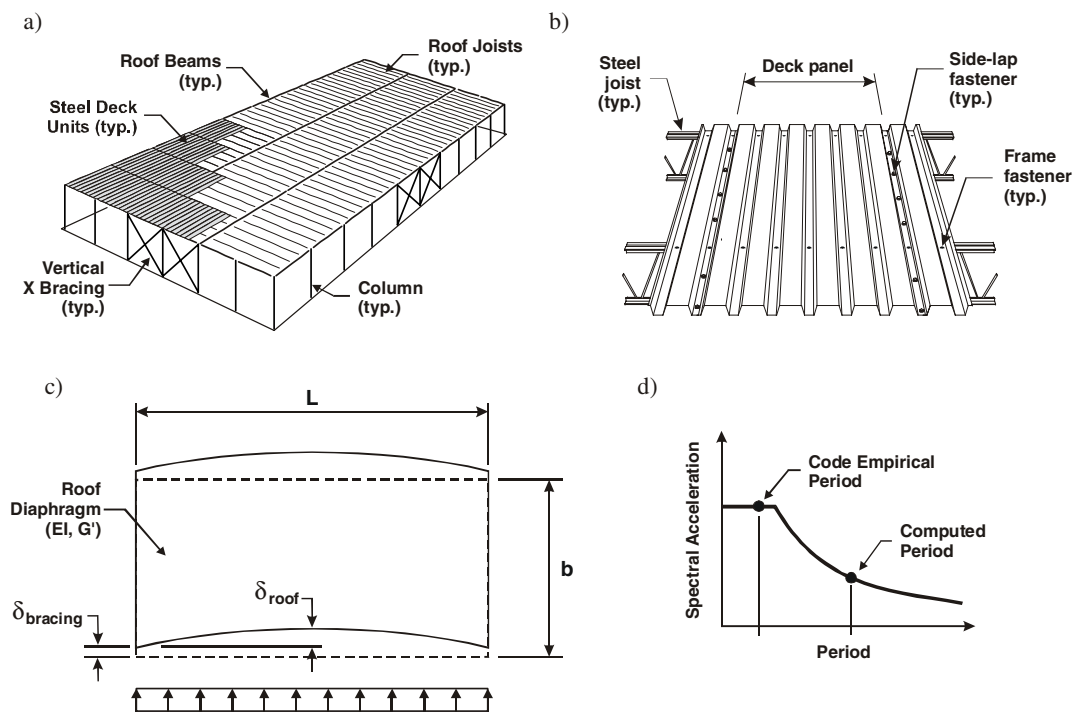 a)
Roof Beams
(typ.)
Roof Joists
(typ.)
Steel Deck
Units (typ.)
Vertical
X Bracing
(typ.)
Column
(typ.)
b)
Steel
joist
(typ.)
Deck panel
Side-lap
fastener
(typ.)
Frame
fastener
(typ.)
c)
L
Roof
Diaphragm
(EI, G')
b
δroof
δbracing
d)
Spectral Acceleration
Code Empirical
Period
Computed
Period
Period